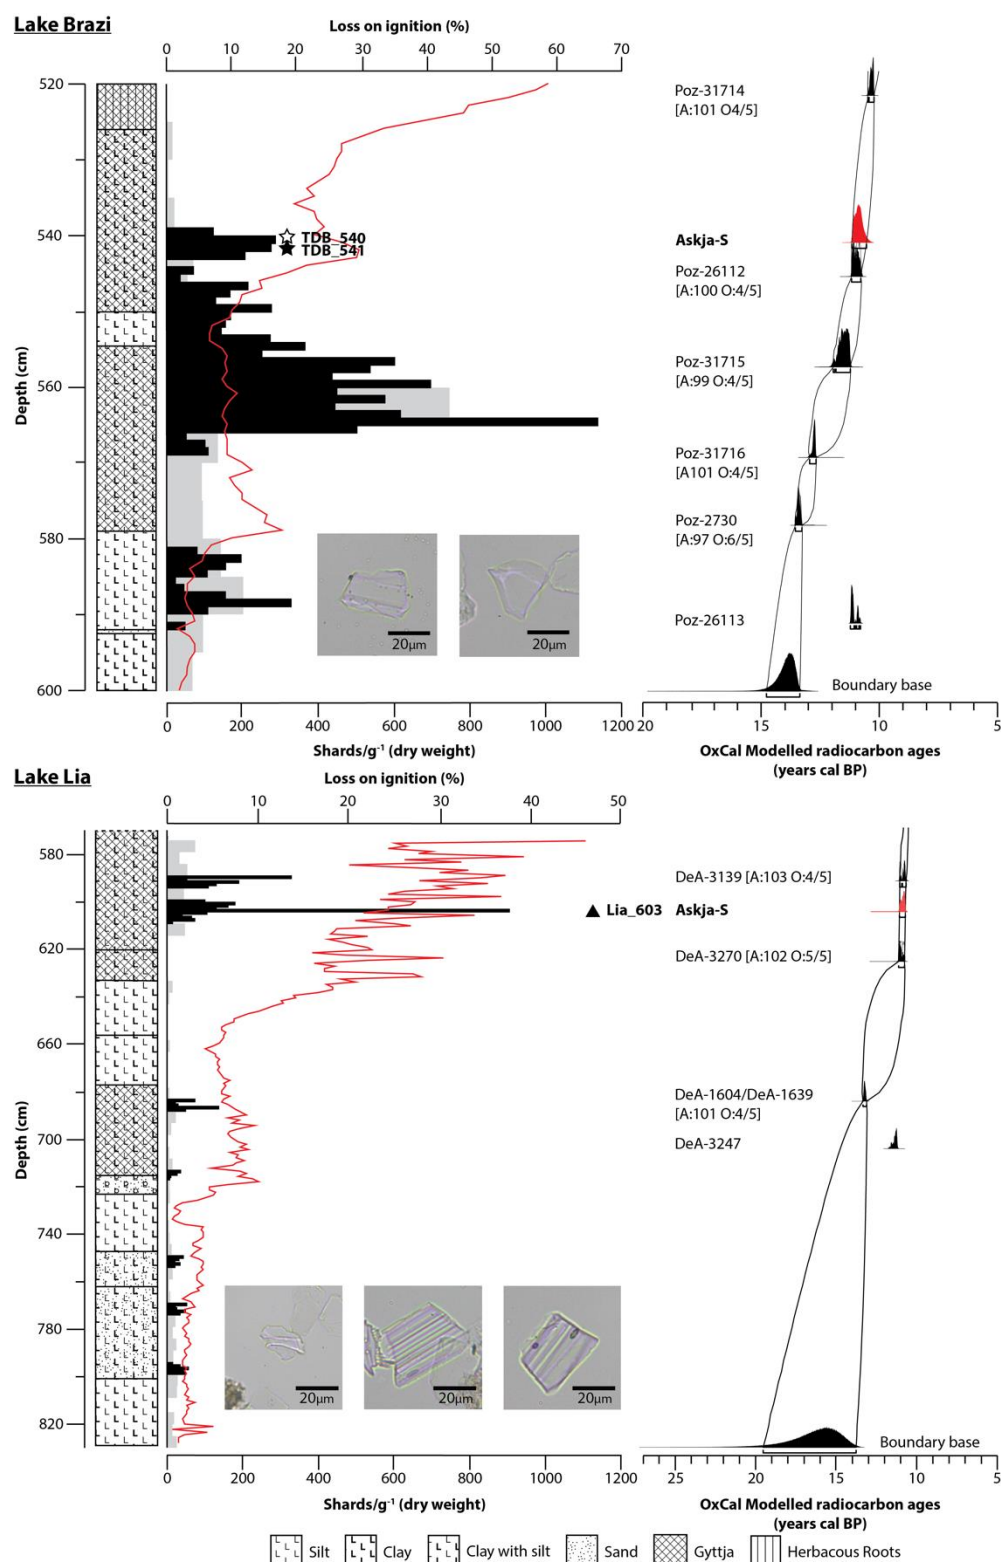 Lake Brazi
Loss on ignition (%)
0 10 20 30 40 50 60 70
520
540
560
580
600
Depth (cm)
TDB_540
TDB_541
20µm
20µm
0 200 400 600 800 1000 1200
Shards/g⁻¹ (dry weight)
Poz-31714
[A:101 O4/5]
Askja-S
Poz-26112
[A:100 O:4/5]
Poz-31715
[A:99 O:4/5]
Poz-31716
[A101 O:4/5]
Poz-2730
[A:97 O:6/5]
Poz-26113
Boundary base
20 15 10 5
OxCal Modelled radiocarbon ages
(years cal BP)
Lake Lia
Loss on ignition (%)
0 10 20 30 40 50
580
620
660
700
740
780
820
Depth (cm)
Lia_603
20µm
20µm
20µm
0 200 400 600 800 1000 1200
Shards/g⁻¹ (dry weight)
DeA-3139 [A:103 O:4/5]
Askja-S
DeA-3270 [A:102 O:5/5]
DeA-1604/DeA-1639
[A:101 O:4/5]
DeA-3247
Boundary base
25 20 15 10 5
OxCal Modelled radiocarbon ages
(years cal BP)
Silt
Clay
Clay with silt
Sand
Gyttja
Herbacous Roots